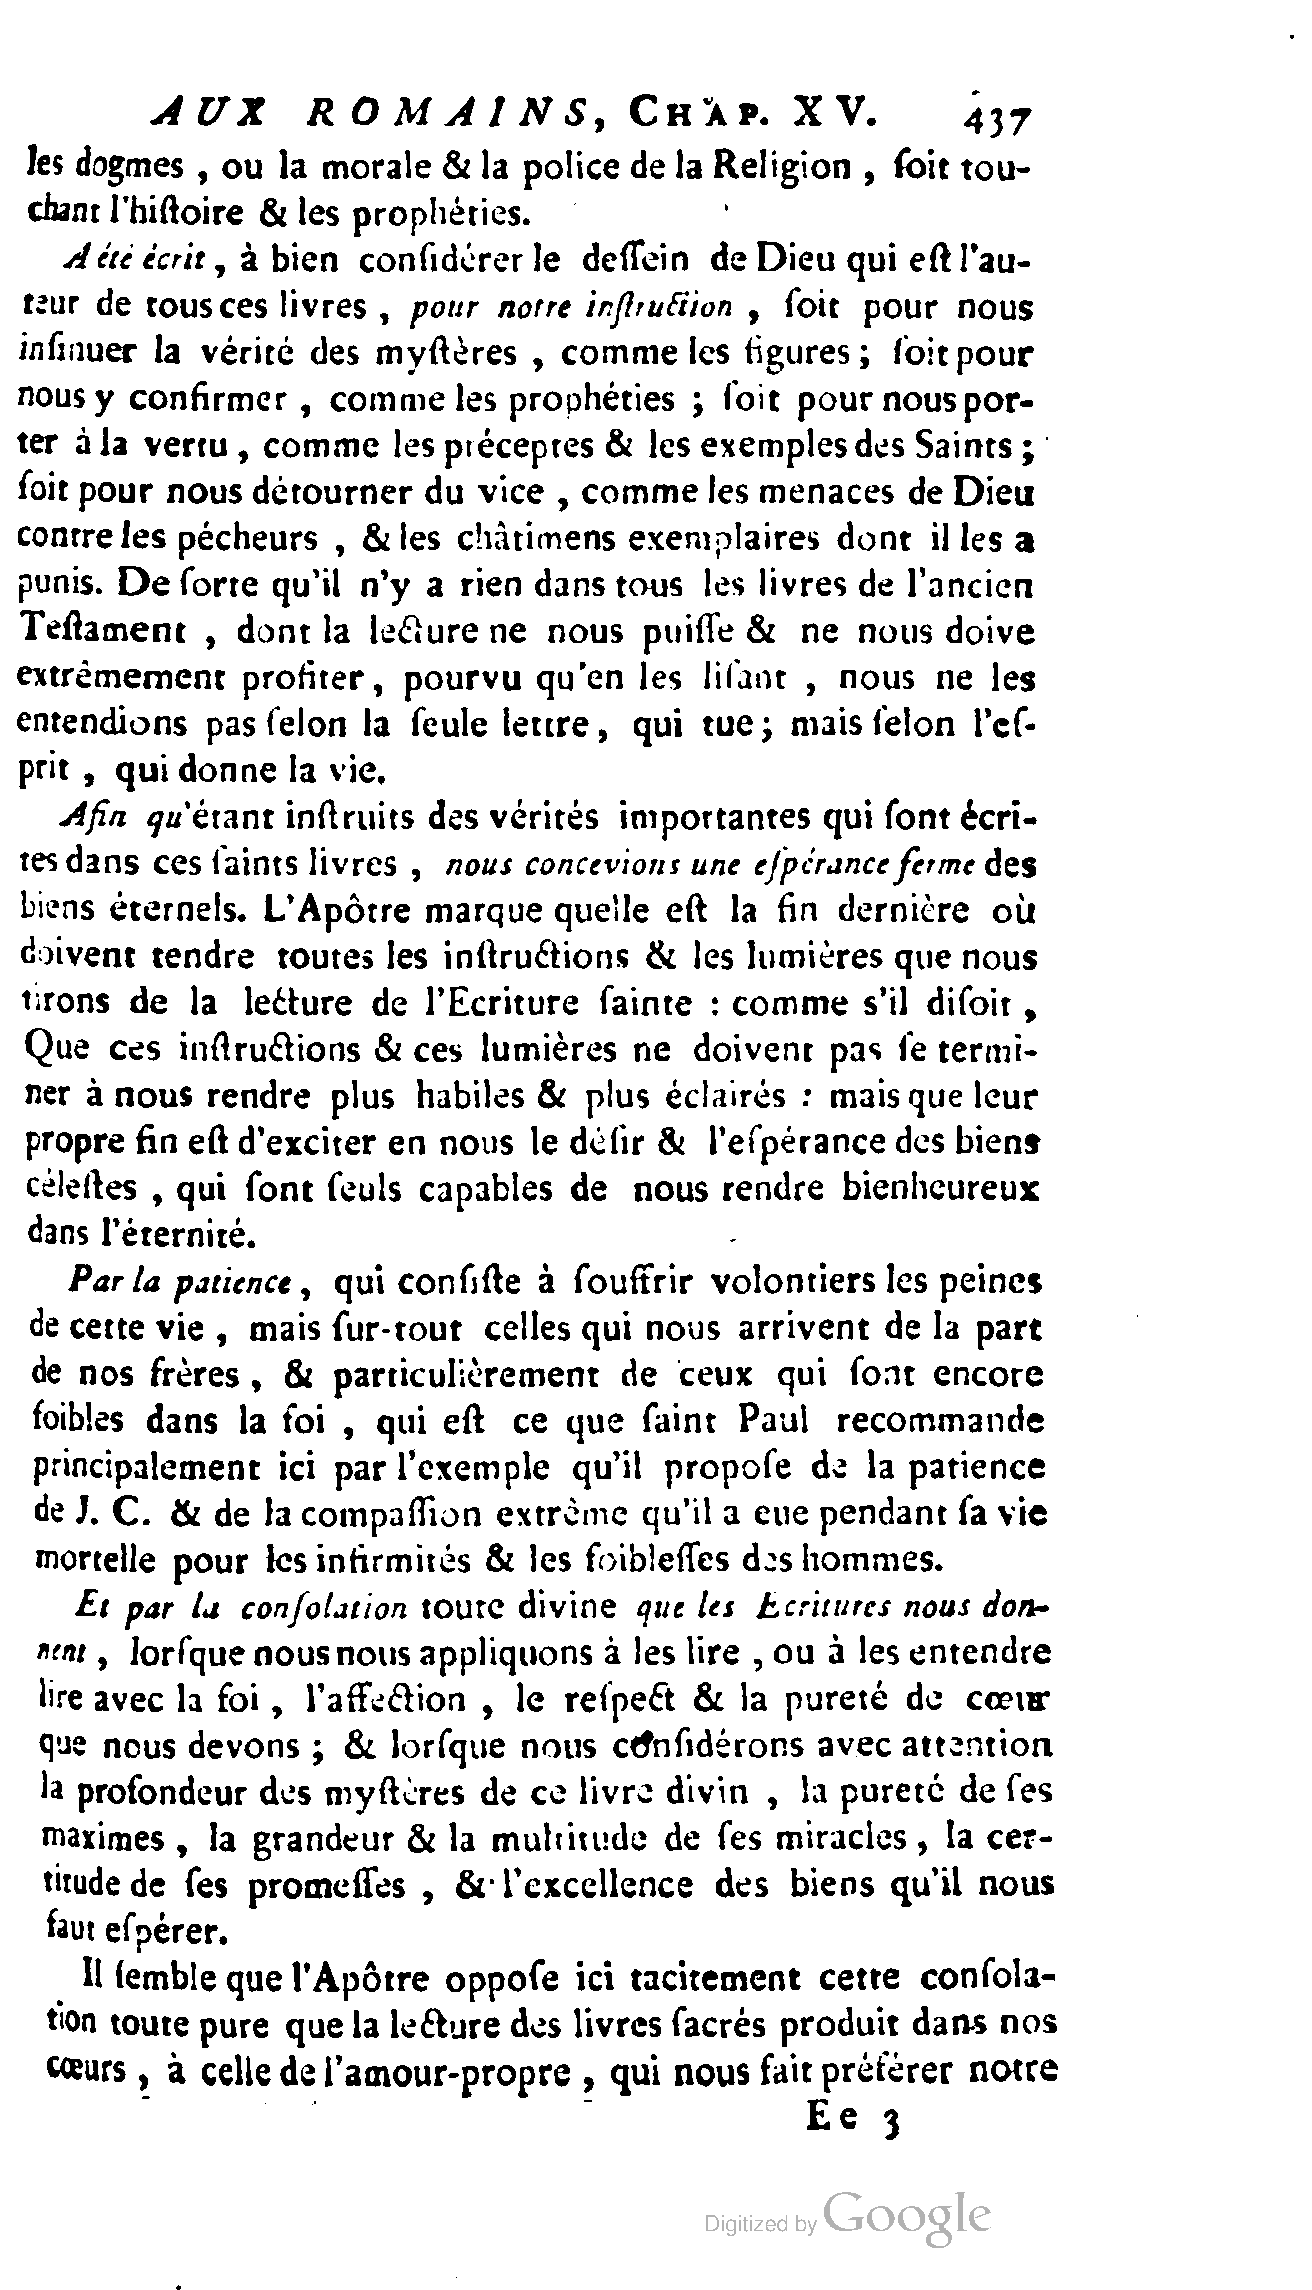 AUX ROMAINS, CHAP. XV. 437
les dogmes , ou la morale & la police de la Religion , ſoit tou-
chant l'hiſtoire & les prophéties.
A été écrit , à bien conſidérer le deſſein de Dieu qui eſt l'au-
teur de tous ces livres , pour notre inſtruction , ſoit pour nous
inſinuer la vérité des myſtères , comme les figures ; ſoit pour
nous y confirmer , comme les prophéties ; ſoit pour nous por-
ter à la vertu , comme les préceptes & les exemples des Saints ;
ſoit pour nous détourner du vice , comme les menaces de Dieu
contre les pécheurs , & les châtimens exemplaires dont il les a
punis. De ſorte qu'il n'y a rien dans tous les livres de l'ancien
Teſtament , dont la lecture ne nous puiſſe & ne nous doive
extrêmement profiter , pourvu qu'en les liſant , nous ne les
entendions pas ſelon la ſeule lettre, qui tue ; mais ſelon l'eſ-
prit , qui donne la vie.
Afin qu'étant inſtruits des vérités importantes qui ſont écri-
tes dans ces ſaints livres , nous concevions une eſpérance ferme des
biens éternels. L'Apôtre marque quelle eſt la fin dernière où
doivent tendre toutes les inſtructions & les lumières que nous
tirons de la lecture de l'Ecriture ſainte : comme s'il diſoit ,
Que ces inſtructions & ces lumières ne doivent pas ſe termi-
ner à nous rendre plus habiles & plus éclairés : mais que leur
propre fin eſt d'exciter en nous le déſir & l'eſpérance des biens
céleſtes , qui ſont ſeuls capables de nous rendre bienheureux
dans l'éternité.
Par la patience , qui conſiſte à ſouffrir volontiers les peines
de cette vie , mais ſur-tout celles qui nous arrivent de la part
de nos frères , & particulièrement de ceux qui ſont encore
foibles dans la foi , qui eſt ce que ſaint Paul recommande
principalement ici par l'exemple qu'il propoſe de la patience
de J. C. & de la compaſſion extrême qu'il a eue pendant ſa vie
mortelle pour les infirmités & les foibleſſes des hommes.
Et par la conſolation toute divine que les Ecritures nous don-
nent , lorſque nous nous appliquons à les lire , ou à les entendre
lire avec la foi , l'affection , le reſpect & la pureté de cœur
que nous devons ; & lorſque nous conſidérons avec attention
la profondeur des myſtères de ce livre divin , la pureté de ſes
maximes , la grandeur & la multitude de ſes miracles , la cer-
titude de ſes promeſſes , & l'excellence des biens qu'il nous
faut eſpérer.
Il ſemble que l'Apôtre oppoſe ici tacitement cette conſola-
tion toute pure que la lecture des livres ſacrés produit dans nos
cœurs , à celle de l'amour-propre , qui nous fait préférer notre
E e 3
Digitized by Google